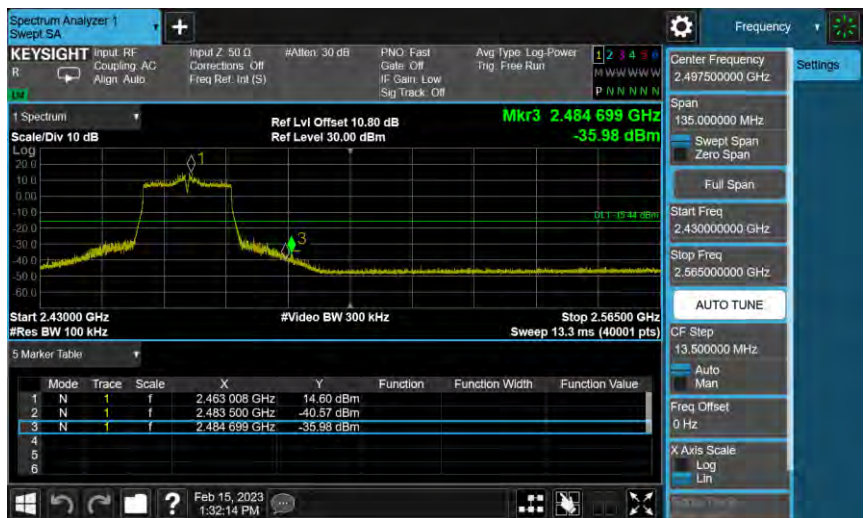 Spectrum Analyzer 1
Swept SA
+
Frequency
KEYSIGHT
R
Input: RF
Coupling: AC
Align: Auto
Input Z: 50 Ω
Corrections: Off
Freq Ref: Int (S)
#Atten: 30 dB
PNO: Fast
Gate: Off
IF Gain: Low
Sig Track: Off
Avg Type: Log-Power
Trig: Free Run
1 2 3 4 5 6
M W W W W W
P N N N N N
1 Spectrum
Scale/Div 10 dB
Ref Lvl Offset 10.80 dB
Ref Level 30.00 dBm
Mkr3 2.484 699 GHz
-35.98 dBm
Log
20.0
10.0
0.00
-10.0
-20.0
-30.0
-40.0
-50.0
-60.0
1
3
DL1 -15.44 dBm
Start 2.43000 GHz
#Res BW 100 kHz
#Video BW 300 kHz
Stop 2.56500 GHz
Sweep 13.3 ms (40001 pts)
5 Marker Table
Mode Trace Scale X Y Function Function Width Function Value
1 N 1 f 2.463 008 GHz 14.60 dBm
2 N 1 f 2.483 500 GHz -40.57 dBm
3 N 1 f 2.484 699 GHz -35.98 dBm
4
5
6
?
Feb 15, 2023
1:32:14 PM
Center Frequency
2.497500000 GHz
Settings
Span
135.000000 MHz
Swept Span
Zero Span
Full Span
Start Freq
2.430000000 GHz
Stop Freq
2.565000000 GHz
AUTO TUNE
CF Step
13.500000 MHz
Auto
Man
Freq Offset
0 Hz
X Axis Scale
Log
Lin